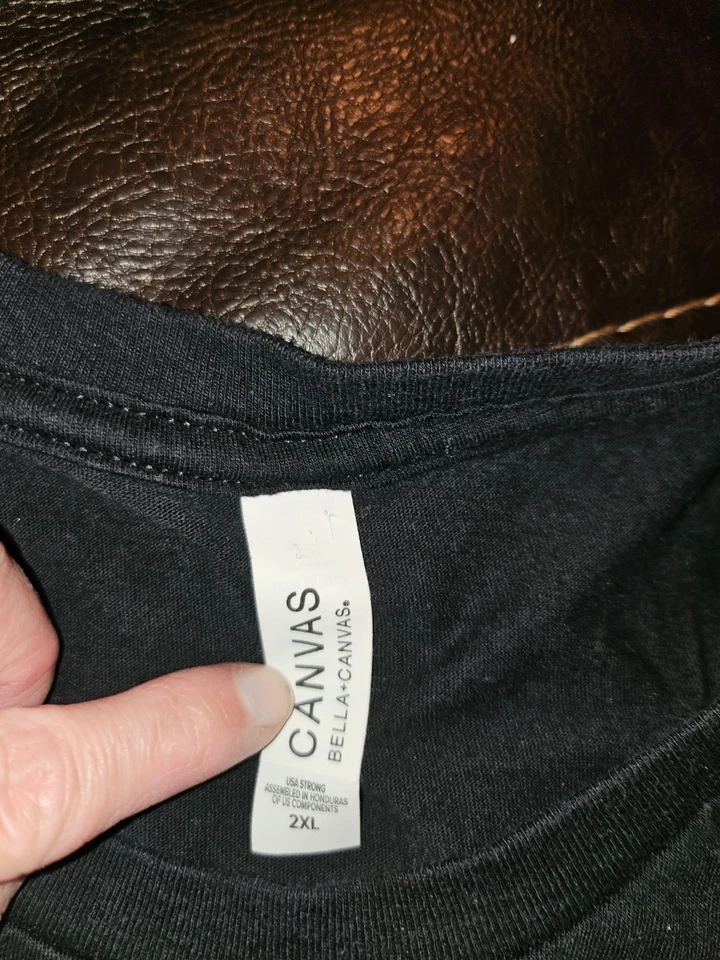 CANVAS
BELLA+CANVAS®
USA STRONG
ASSEMBLED IN HONDURAS
OF US COMPONENTS
2XL